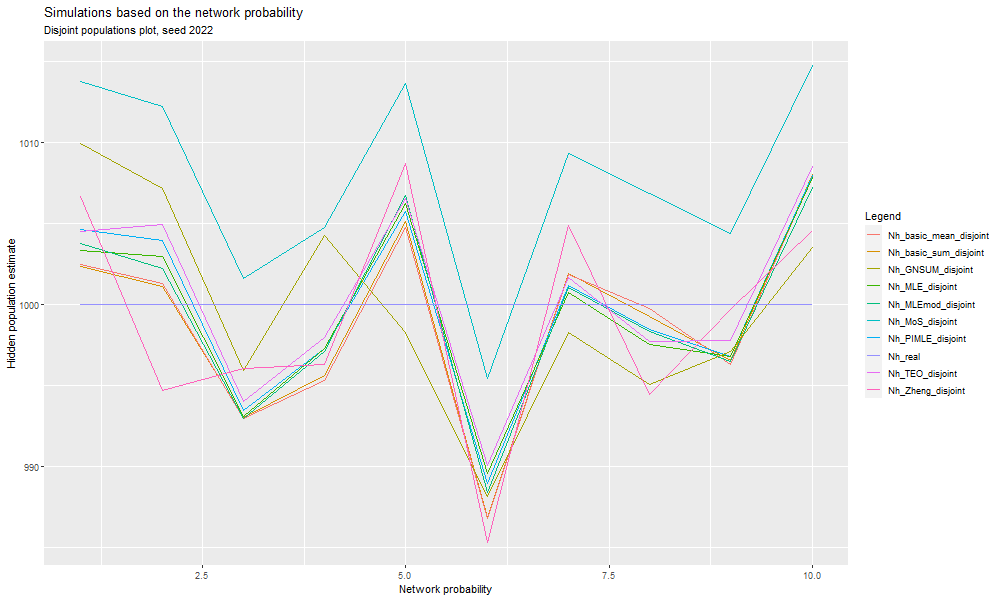 Simulations based on the network probability
Disjoint populations plot, seed 2022
Hidden population estimate
1010
1000
990
2.5
5.0
7.5
10.0
Network probability
Legend
Nh_basic_mean_disjoint
Nh_basic_sum_disjoint
Nh_GNSUM_disjoint
Nh_MLE_disjoint
Nh_MLEmod_disjoint
Nh_MoS_disjoint
Nh_PIMLE_disjoint
Nh_real
Nh_TEO_disjoint
Nh_Zheng_disjoint